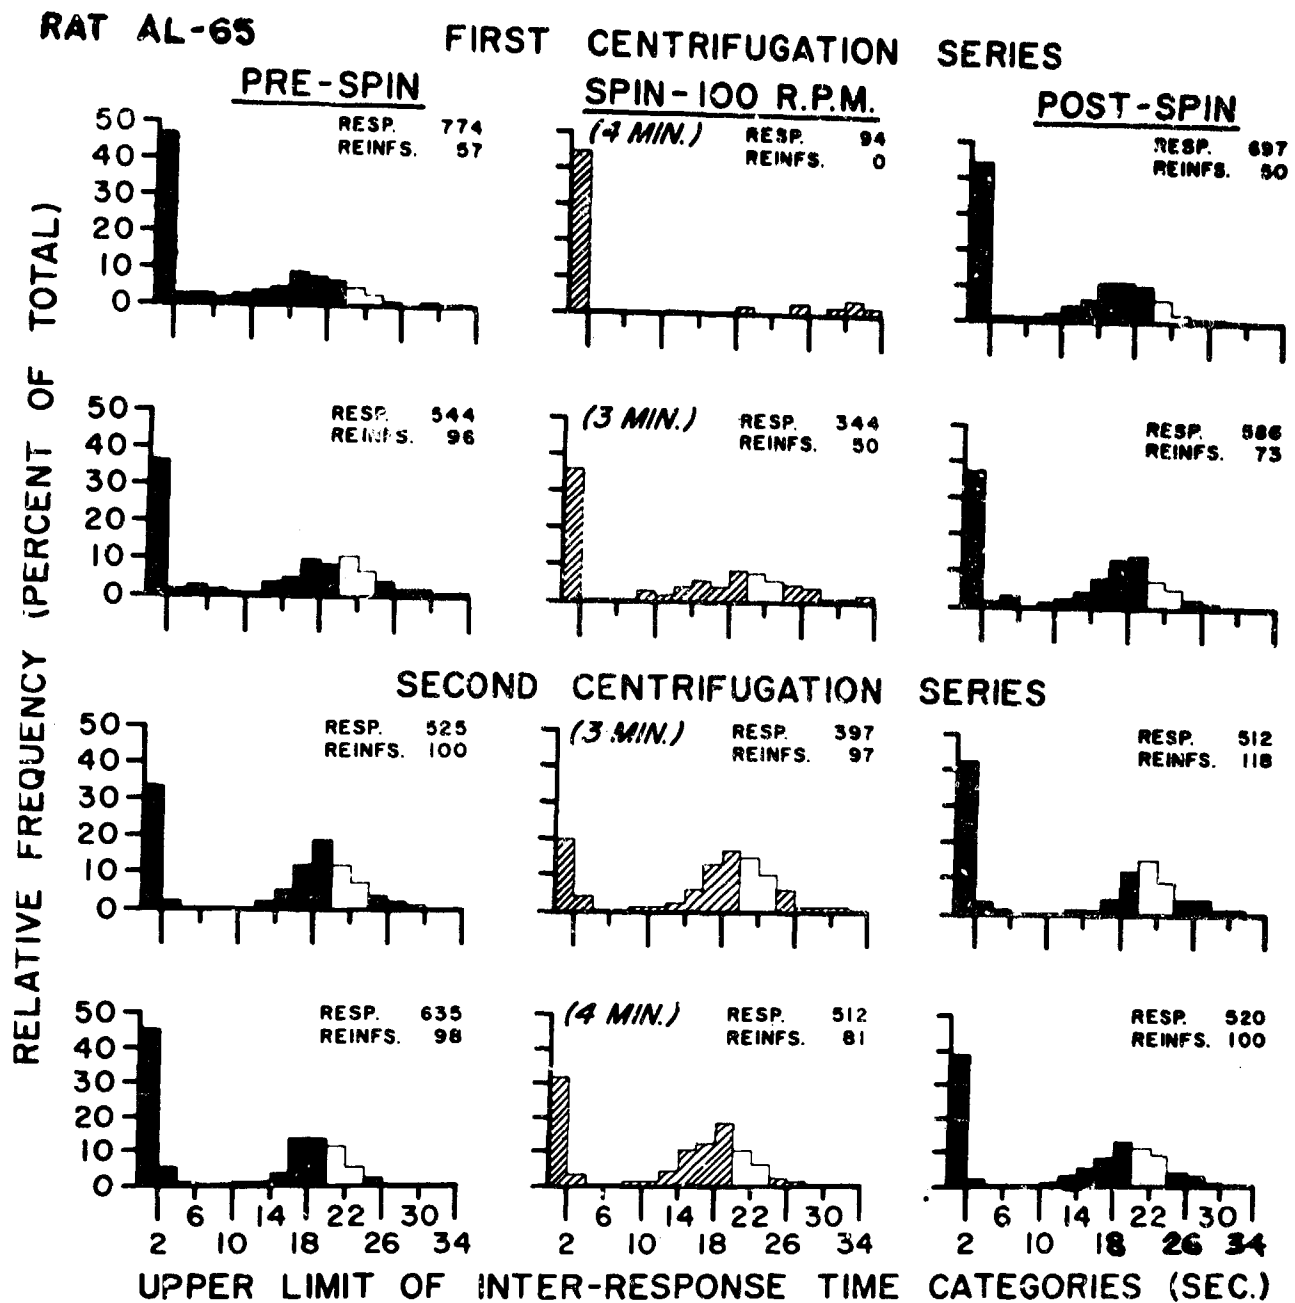 RAT AL-65
FIRST CENTRIFUGATION SERIES
PRE-SPIN
SPIN-100 R.P.M.
POST-SPIN
RELATIVE FREQUENCY (PERCENT OF TOTAL)
50
40
30
20
10
0
RESP. 774
REINFS. 57
(4 MIN.)
RESP. 94
REINFS. 0
RESP. 697
REINFS. 50
50
40
30
20
10
0
RESP. 544
REINFS. 96
(3 MIN.)
RESP. 344
REINFS. 50
RESP. 586
REINFS. 73
SECOND CENTRIFUGATION SERIES
50
40
30
20
10
0
RESP. 525
REINFS. 100
(3 MIN.)
RESP. 397
REINFS. 97
RESP. 512
REINFS. 118
50
40
30
20
10
0
RESP. 635
REINFS. 98
(4 MIN.)
RESP. 512
REINFS. 81
RESP. 520
REINFS. 100
6 14 22 30
2 10 18 26 34
6 14 22 30
2 10 18 26 34
6 14 22 30
2 10 18 26 34
UPPER LIMIT OF INTER-RESPONSE TIME CATEGORIES (SEC.)